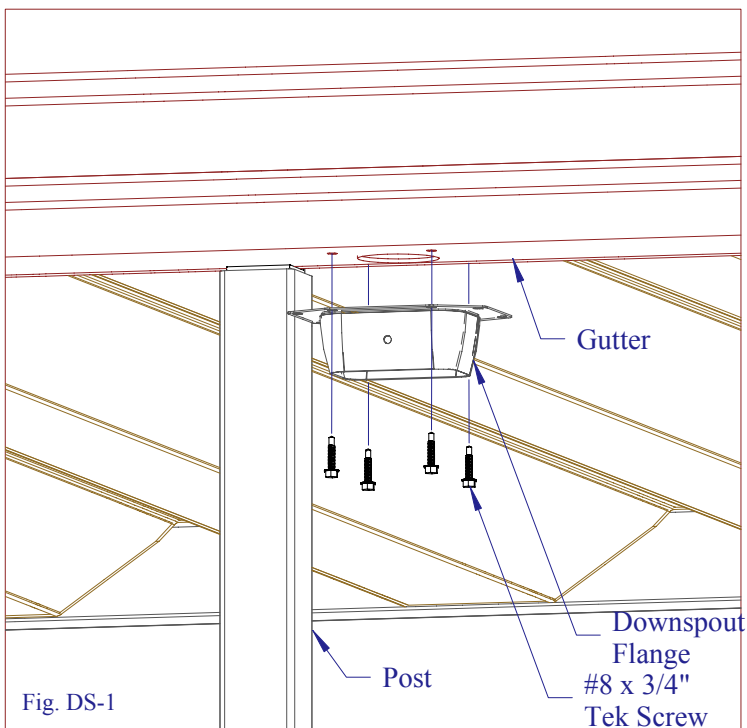 Gutter
Downspout
Flange
#8 x 3/4"
Tek Screw
Post
Fig. DS-1